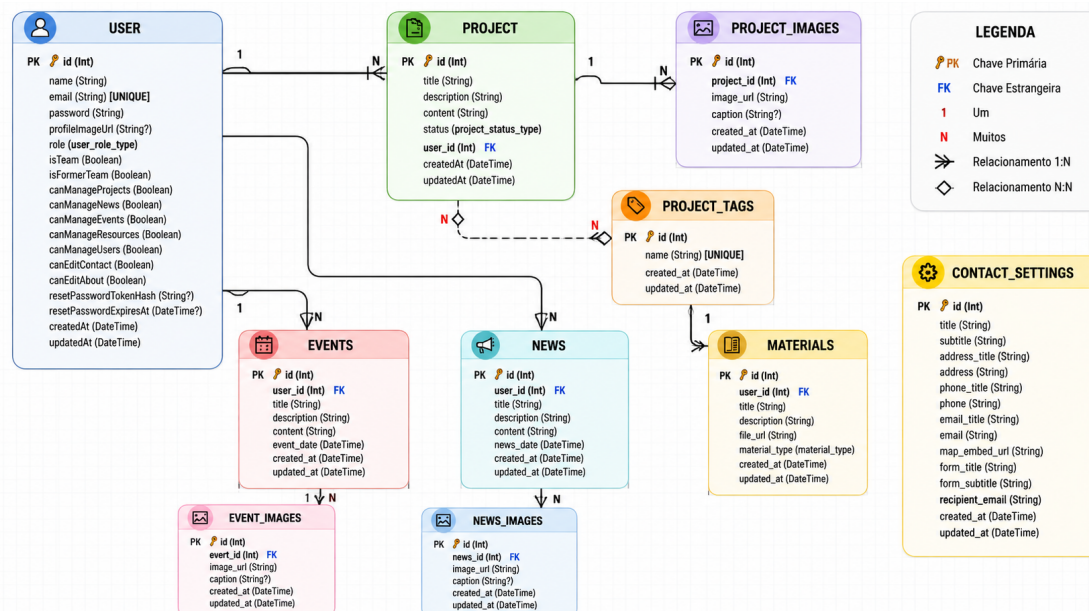 USER
PK id (Int)
name (String)
email (String) [UNIQUE]
password (String)
profileImageUrl (String?)
role (user_role_type)
isTeam (Boolean)
isFormerTeam (Boolean)
canManageProjects (Boolean)
canManageNews (Boolean)
canManageEvents (Boolean)
canManageResources (Boolean)
canManageUsers (Boolean)
canEditContact (Boolean)
canEditAbout (Boolean)
resetPasswordTokenHash (String?)
resetPasswordExpiresAt (DateTime?)
createdAt (DateTime)
updatedAt (DateTime)
1
N
PROJECT
PK id (Int)
title (String)
description (String)
content (String)
status (project_status_type)
user_id (Int) FK
createdAt (DateTime)
updatedAt (DateTime)
1
N
PROJECT_IMAGES
PK id (Int)
project_id (Int) FK
image_url (String)
caption (String?)
created_at (DateTime)
updated_at (DateTime)
LEGENDA
PK Chave Primária
FK Chave Estrangeira
1 Um
N Muitos
Relacionamento 1:N
Relacionamento N:N
N
N
PROJECT_TAGS
PK id (Int)
name (String) [UNIQUE]
created_at (DateTime)
updated_at (DateTime)
1
1
N
N
EVENTS
PK id (Int)
user_id (Int) FK
title (String)
description (String)
content (String)
event_date (DateTime)
created_at (DateTime)
updated_at (DateTime)
NEWS
PK id (Int)
user_id (Int) FK
title (String)
description (String)
content (String)
news_date (DateTime)
created_at (DateTime)
updated_at (DateTime)
MATERIALS
PK id (Int)
user_id (Int) FK
title (String)
description (String)
file_url (String)
material_type (material_type)
created_at (DateTime)
updated_at (DateTime)
CONTACT_SETTINGS
PK id (Int)
title (String)
subtitle (String)
address_title (String)
address (String)
phone_title (String)
phone (String)
email_title (String)
email (String)
map_embed_url (String)
form_title (String)
form_subtitle (String)
recipient_email (String)
created_at (DateTime)
updated_at (DateTime)
1 N
N
EVENT_IMAGES
PK id (Int)
evert_id (Int) FK
image_url (String)
caption (String?)
created_at (DateTime)
updated_at (DateTime)
NEWS_IMAGES
PK id (Int)
news_id (Int) FK
image_url (String)
caption (String?)
created_at (DateTime)
updated_at (DateTime)